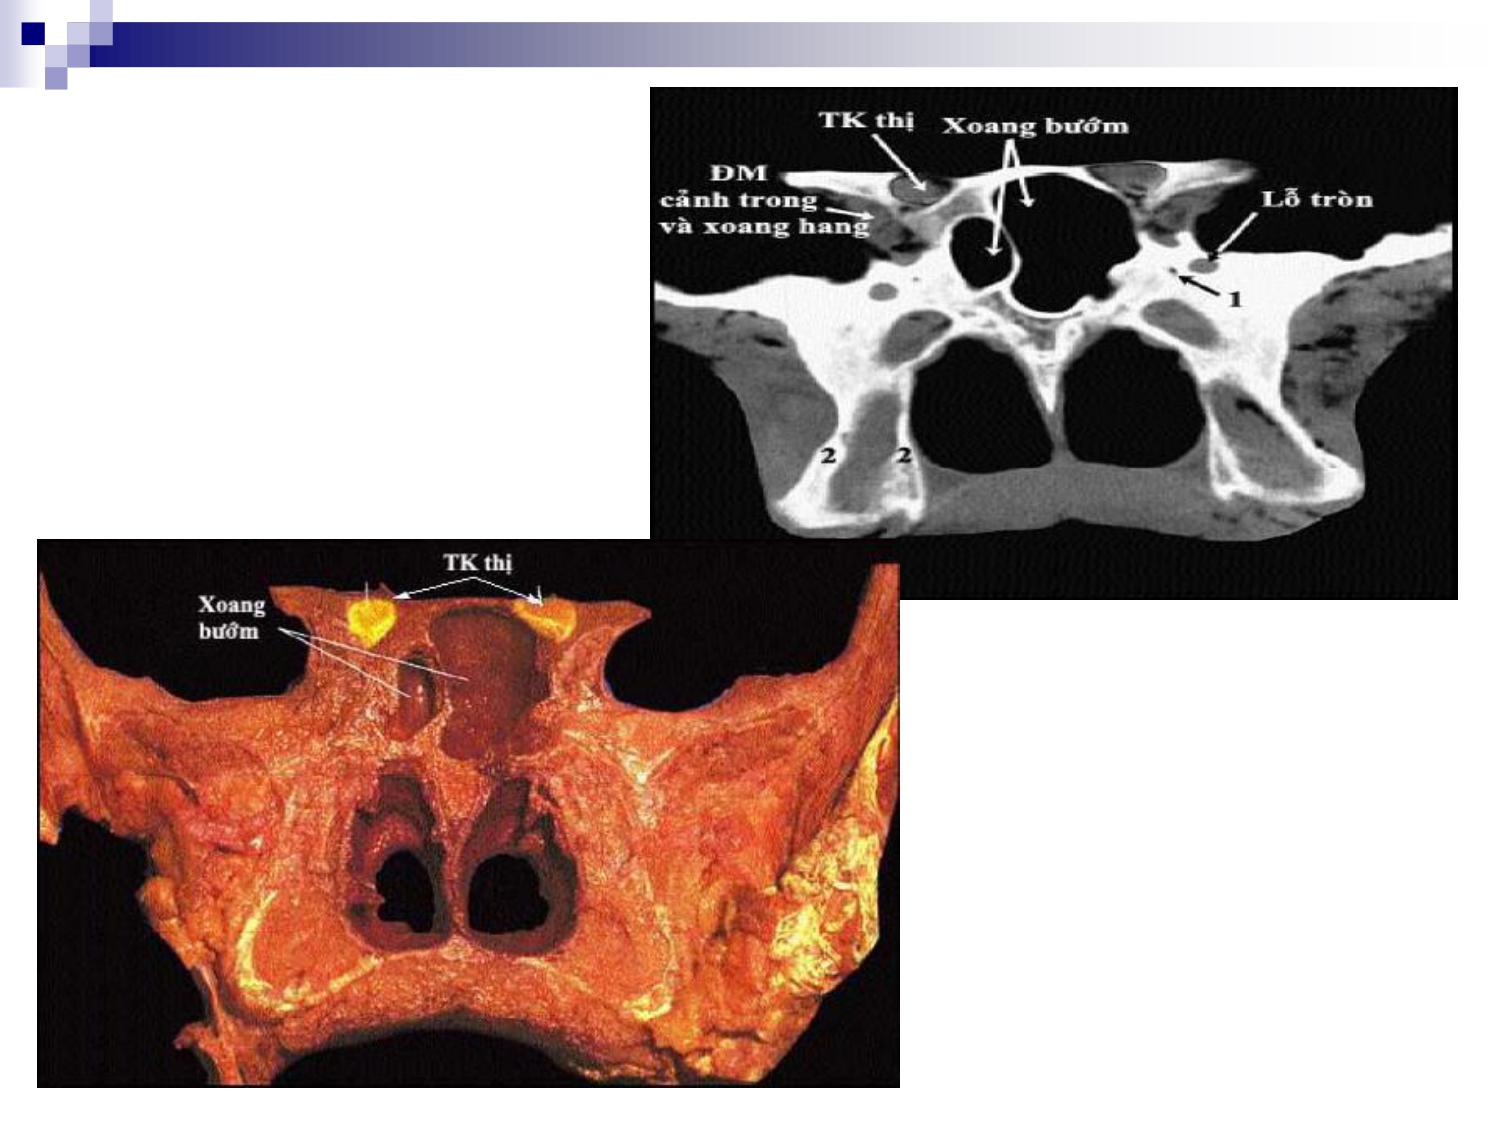 TK thị
Xoang bướm
ĐM
cảnh trong
và xoang hang
Lỗ tròn
1
2
2
TK thị
Xoang
bướm